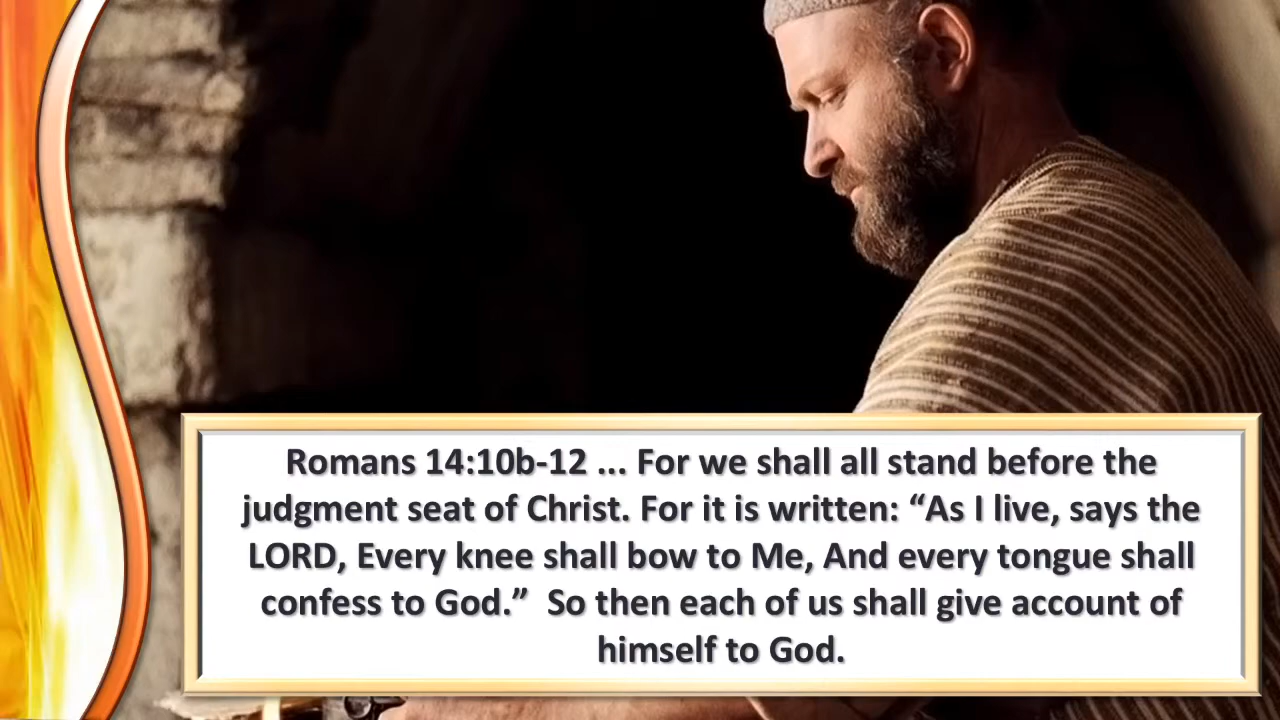 Romans 14:10b-12 ... For we shall all stand before the
judgment seat of Christ. For it is written: “As I live, says the
LORD, Every knee shall bow to Me, And every tongue shall
confess to God.”  So then each of us shall give account of
himself to God.